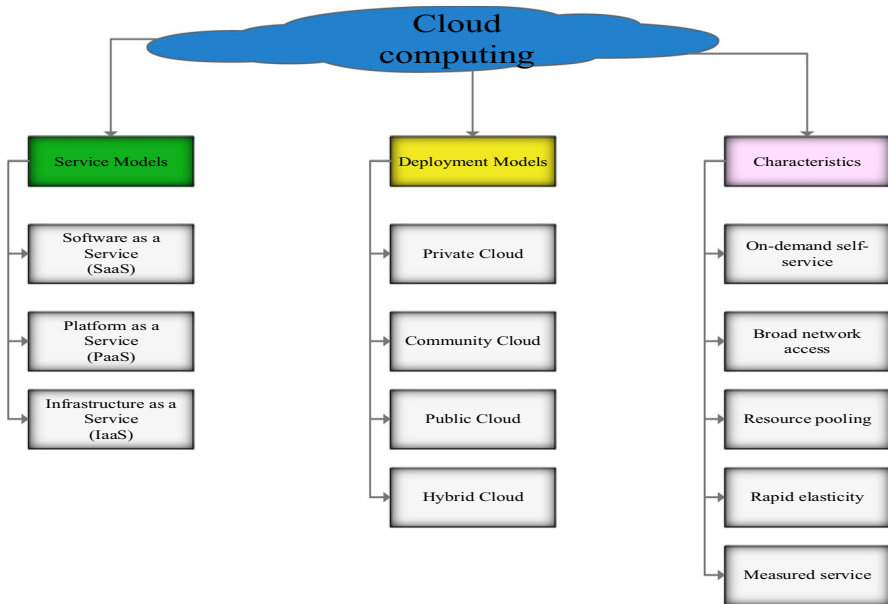 Cloud
computing
Service Models
Software as a
Service
(SaaS)
Platform as a
Service
(PaaS)
Infrastructure as a
Service
(IaaS)
Deployment Models
Private Cloud
Community Cloud
Public Cloud
Hybrid Cloud
Characteristics
On-demand self-
service
Broad network
access
Resource pooling
Rapid elasticity
Measured service